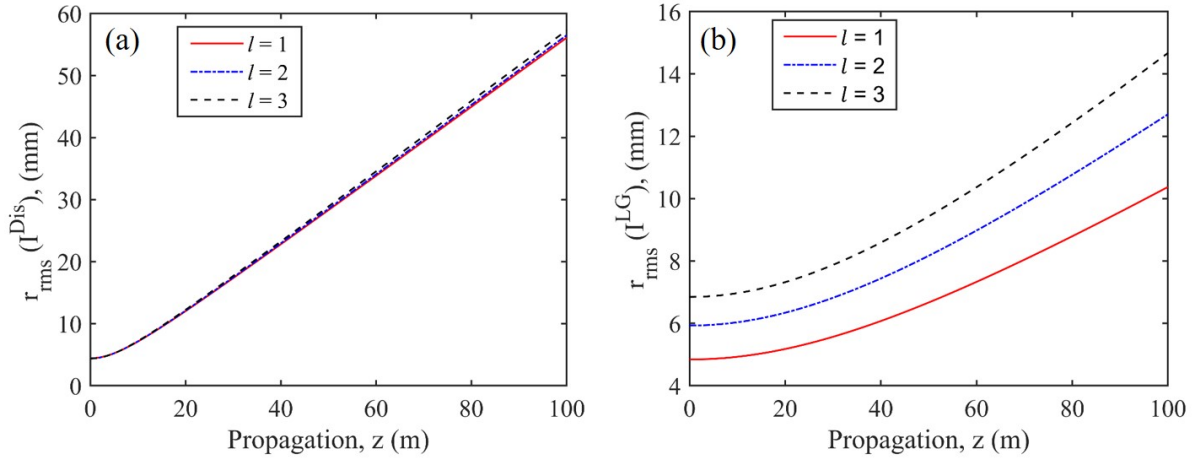 (a)
l = 1
l = 2
l = 3
60
50
40
30
20
10
0
r_rms (I^Dis), (mm)
0 20 40 60 80 100
Propagation, z (m)
(b)
l = 1
l = 2
l = 3
16
14
12
10
8
6
4
r_rms (I^LG), (mm)
0 20 40 60 80 100
Propagation, z (m)